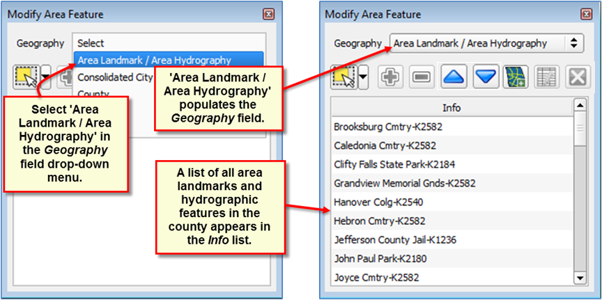 Modify Area Feature
Geography
Select
Area Landmark / Area Hydrography
Consolidated City
County
Select 'Area
Landmark / Area
Hydrography' in
the Geography
field drop-down
menu.
'Area Landmark /
Area Hydrography'
populates the
Geography field.
A list of all area
landmarks and
hydrographic
features in the
county appears in
the Info list.
Modify Area Feature
Geography
Area Landmark / Area Hydrography
Info
Brooksburg Cmtry-K2582
Caledonia Cmtry-K2582
Clifty Falls State Park-K2184
Grandview Memorial Gnds-K2582
Hanover Colg-K2540
Hebron Cmtry-K2582
Jefferson County Jail-K1236
John Paul Park-K2180
Joyce Cmtry-K2582